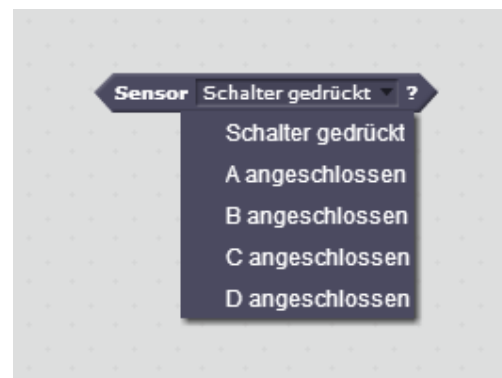 Sensor Schalter gedrückt ?
Schalter gedrückt
A angeschlossen
B angeschlossen
C angeschlossen
D angeschlossen